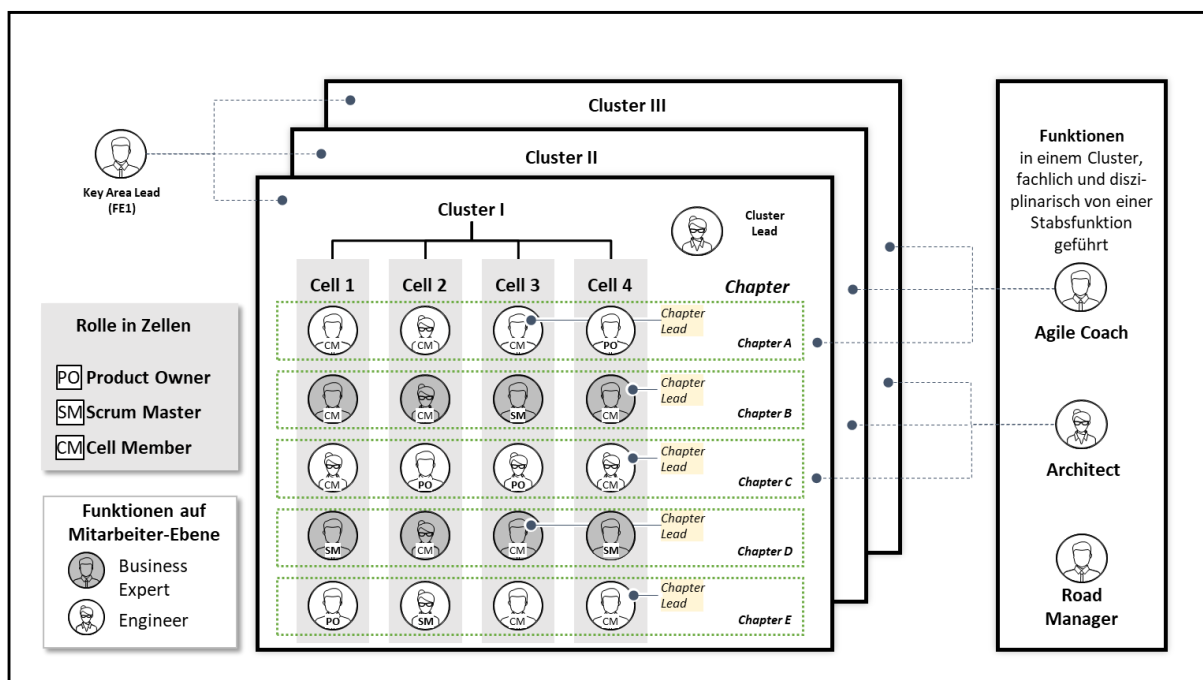 Cluster III
Cluster II
Key Area Lead
(FE1)
Cluster I
Cluster
Lead
Cell 1
Cell 2
Cell 3
Cell 4
Chapter
CM
CM
CM
PO
Chapter
Lead
Chapter A
CM
CM
SM
CM
Chapter
Lead
Chapter B
CM
PO
PO
CM
Chapter
Lead
Chapter C
SM
CM
CM
SM
Chapter
Lead
Chapter D
PO
SM
CM
CM
Chapter
Lead
Chapter E
Rolle in Zellen
PO Product Owner
SM Scrum Master
CM Cell Member
Funktionen auf
Mitarbeiter-Ebene
Business
Expert
Engineer
Funktionen
in einem Cluster,
fachlich und diszi-
plinarisch von einer
Stabsfunktion
geführt
Agile Coach
Architect
Road
Manager